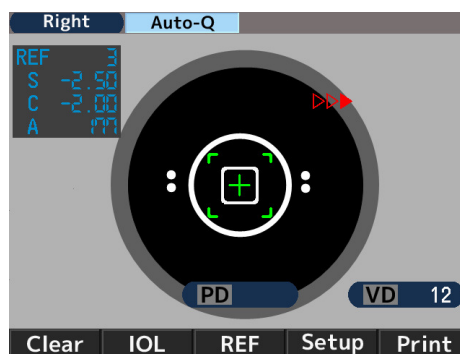 Right Auto-Q
REF 3
S -2.50
C -2.00
A 177
PD
VD 12
Clear IOL REF Setup Print